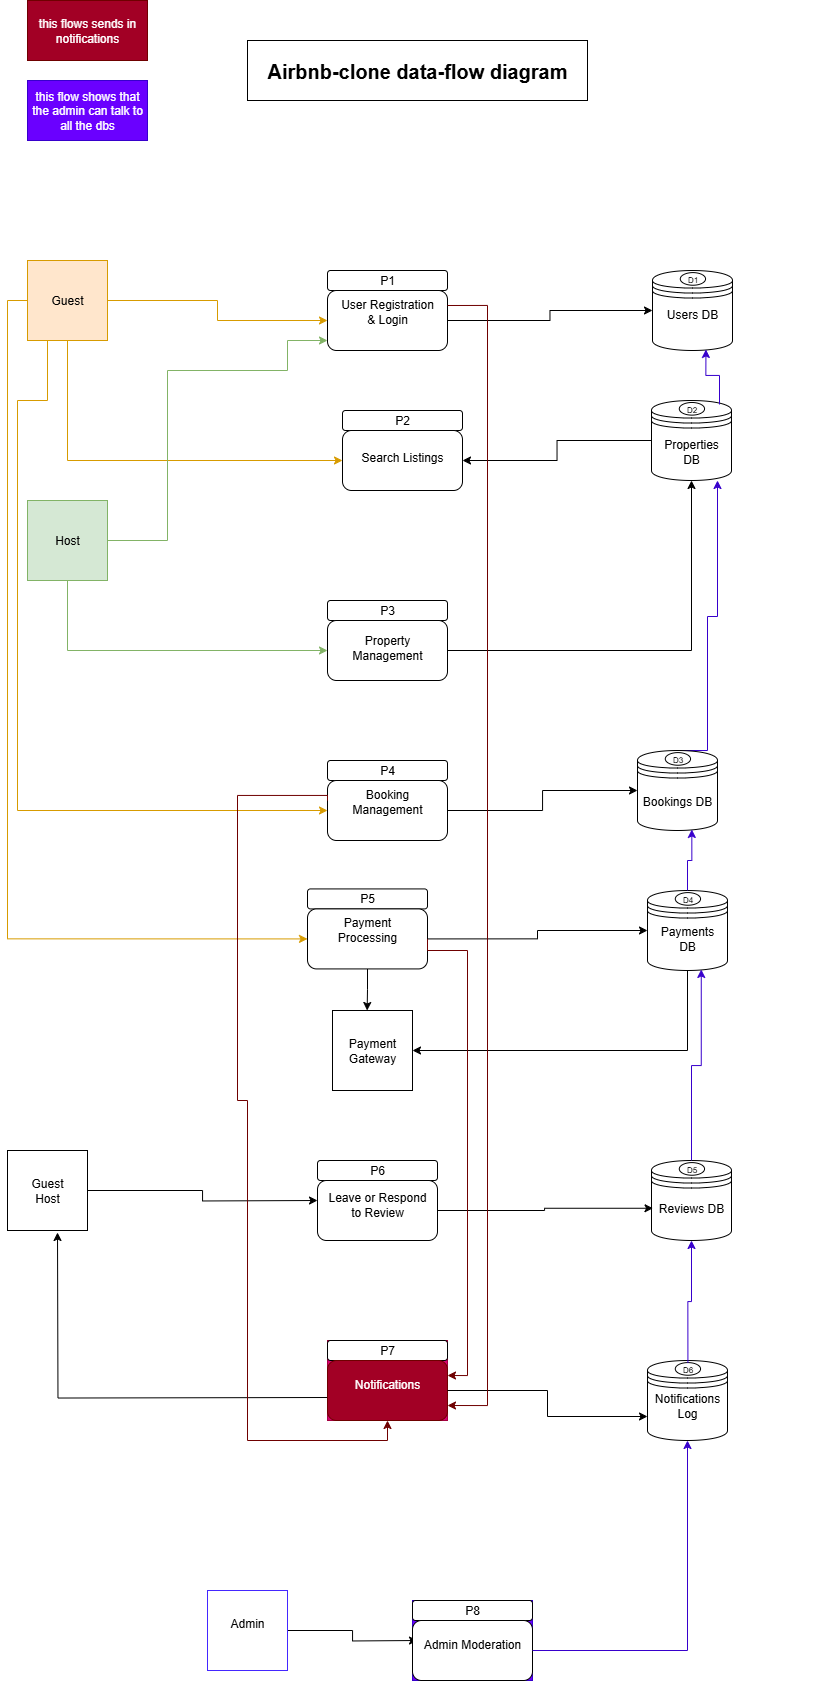 this flows sends in
notifications
Airbnb-clone data-flow diagram
this flow shows that
the admin can talk to
all the dbs
P1
D1
Guest
User Registration
& Login
Users DB
P2
D2
Search Listings
Properties
DB
Host
P3
Property
Management
P4
D3
Booking
Management
Bookings DB
P5
D4
Payment
Processing
Payments
DB
Payment
Gateway
P6
D5
Guest
Host
Leave or Respond
to Review
Reviews DB
P7
D6
Notifications
Notifications
Log
P8
Admin
Admin Moderation